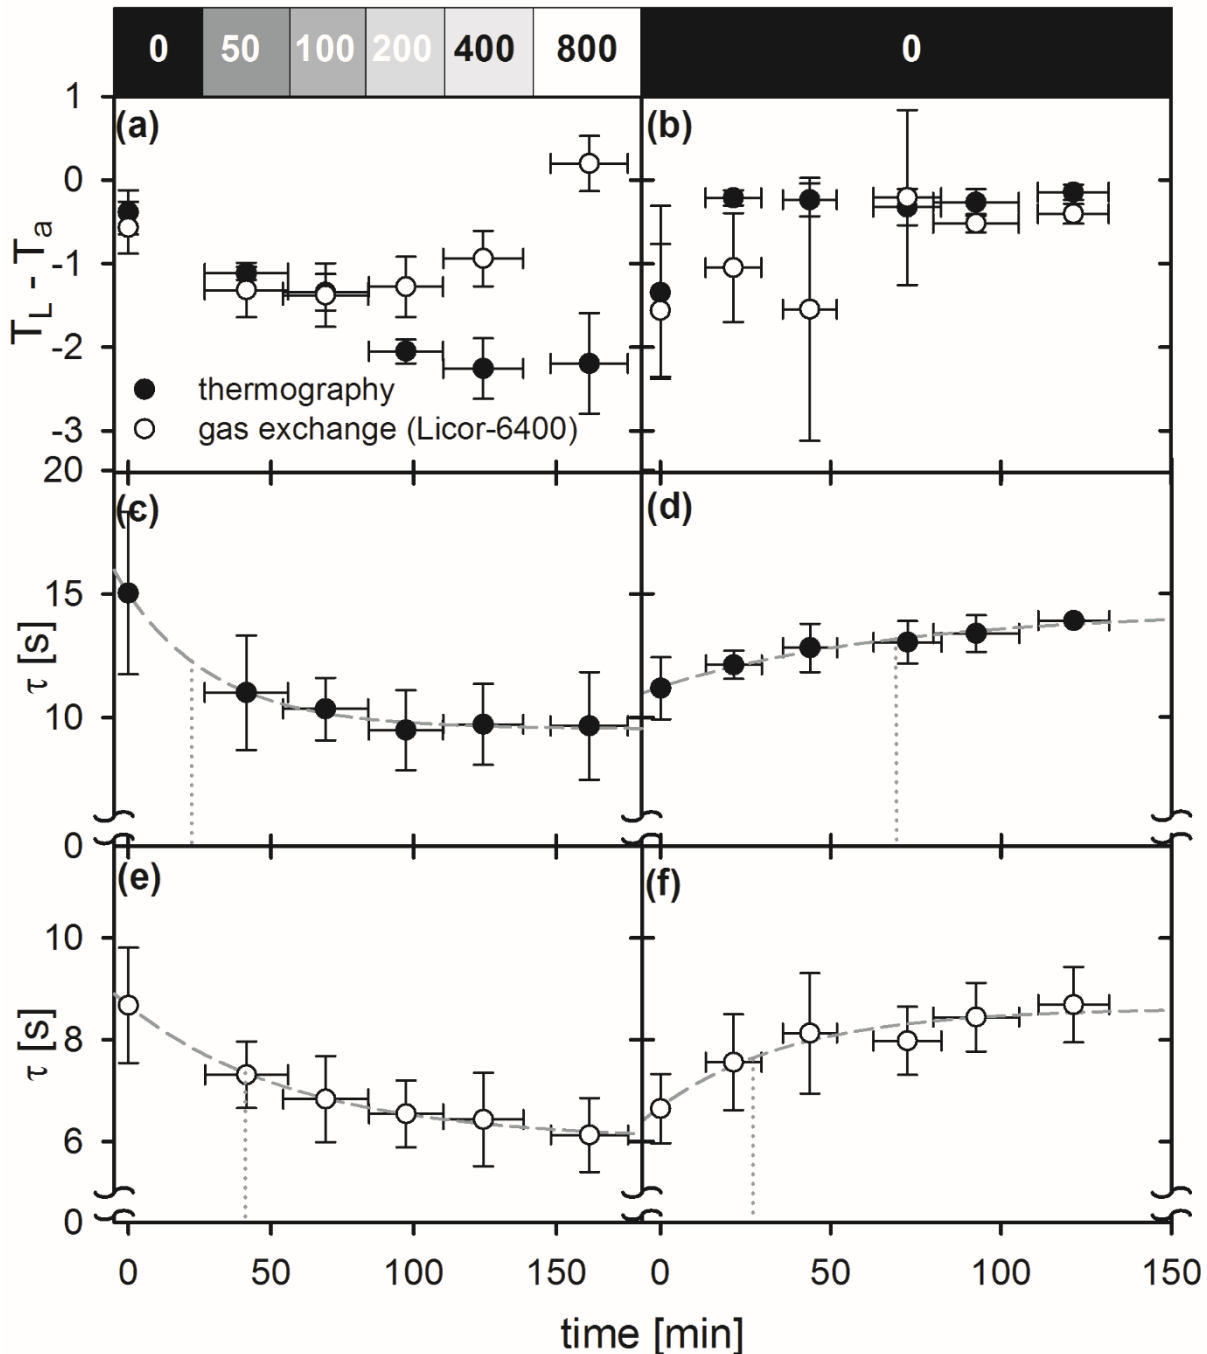 0 50 100 200 400 800 0
1
(a) (b)
0
-1
-2
-3
T_L - T_a
thermography
gas exchange (Licor-6400)
20
(c) (d)
15
10
0
τ [s]
(e) (f)
10
8
6
0
τ [s]
0 50 100 150 0 50 100 150
time [min]